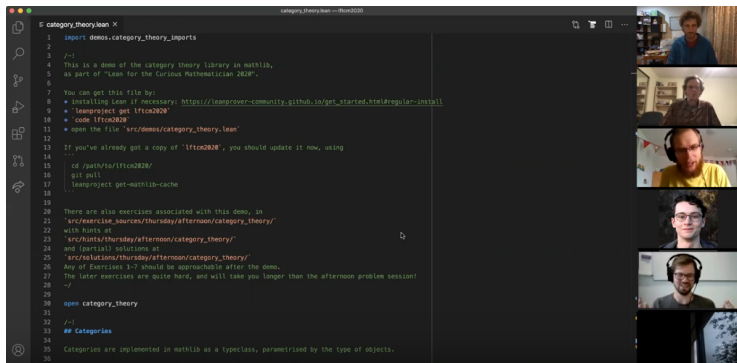 category_theory.lean — lftcm2020
category_theory.lean
1 import demos.category_theory_imports
2
3 /-!
4 This is a demo of the category theory library in mathlib,
5 as part of "Lean for the Curious Mathematician 2020".
6
7 You can get this file by:
8 * installing Lean if necessary: https://leanprover-community.github.io/get_started.html#regular-install
9 * `leanproject get lftcm2020`
10 * `code lftcm2020`
11 * open the file `src/demos/category_theory.lean`
12
13 If you've already got a copy of `lftcm2020`, you should update it now, using
14 ```
15 cd /path/to/lftcm2020/
16 git pull
17 leanproject get-mathlib-cache
18 ```
19
20 There are also exercises associated with this demo, in
21 `src/exercise_sources/thursday/afternoon/category_theory/`
22 with hints at
23 `src/hints/thursday/afternoon/category_theory/`
24 and (partial) solutions at
25 `src/solutions/thursday/afternoon/category_theory/`
26 Any of Exercises 1-7 should be approachable after the demo.
27 The later exercises are quite hard, and will take you longer than the afternoon problem session!
28 -/
29
30 open category_theory
31
32 /-!
33 ## Categories
34
35 Categories are implemented in mathlib as a typeclass, parametrised by the type of objects.
36